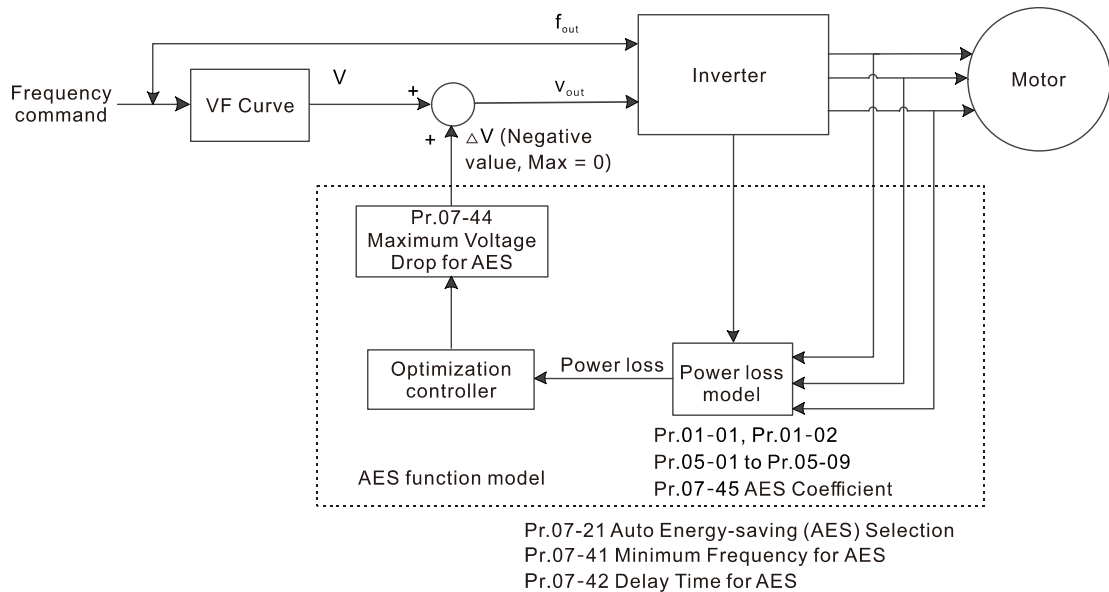 f out
Inverter
Motor
Frequency
command
VF Curve
V
+
v out
+
△V (Negative
value, Max = 0)
Pr.07-44
Maximum Voltage
Drop for AES
Optimization
controller
Power loss
Power loss
model
Pr.01-01, Pr.01-02
Pr.05-01 to Pr.05-09
Pr.07-45 AES Coefficient
AES function model
Pr.07-21 Auto Energy-saving (AES) Selection
Pr.07-41 Minimum Frequency for AES
Pr.07-42 Delay Time for AES